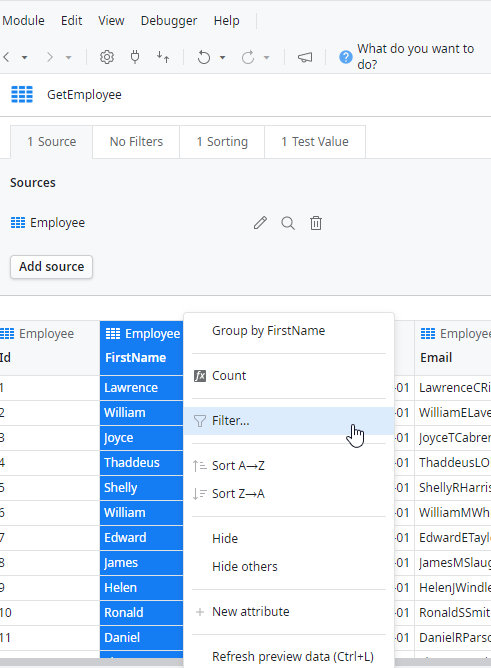 Module Edit View Debugger Help
What do you want to
do?
GetEmployee
1 Source No Filters 1 Sorting 1 Test Value
Sources
Employee
Add source
Employee Employee Employee
Id FirstName Email
1 Lawrence -01 LawrenceCRi
2 William -01 WilliamELave
3 Joyce -01 JoyceTCabrer
4 Thaddeus -01 ThaddeusLO
5 Shelly -01 ShellyRHarris
6 William -01 WilliamMWh
7 Edward -01 EdwardETayl
8 James -01 JamesMSlaug
9 Helen -01 HelenJWindle
10 Ronald -01 RonaldSSmit
11 Daniel -01 DanielRParso
Group by FirstName
fx Count
Filter...
Sort A→Z
Sort Z→A
Hide
Hide others
New attribute
Refresh preview data (Ctrl+L)